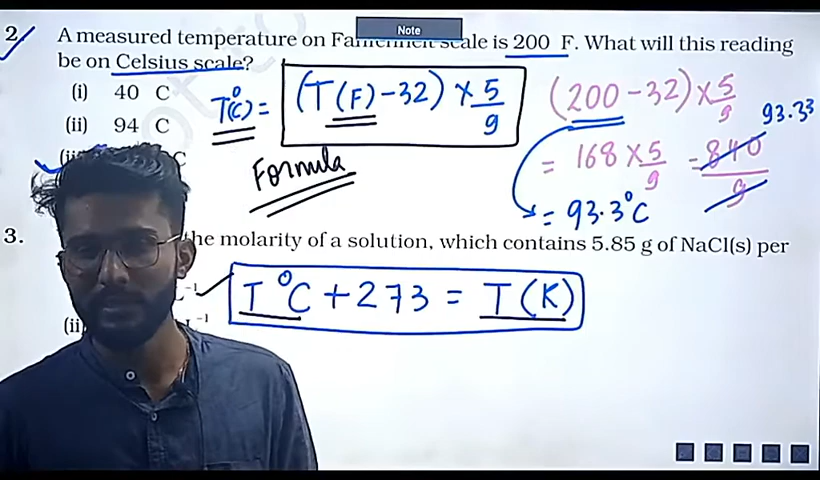 Note
2. A measured temperature on Fahrenheit scale is 200 F. What will this reading
be on Celsius scale?
(i) 40 C
(ii) 94 C
C
T°(C) = (T(F) - 32) × 5/9
Formula
(200 - 32) × 5/9
= 168 × 5/9 = 840/9
93.33
= 93.3°C
3. the molarity of a solution, which contains 5.85 g of NaCl(s) per
T°C + 273 = T(K)
(ii